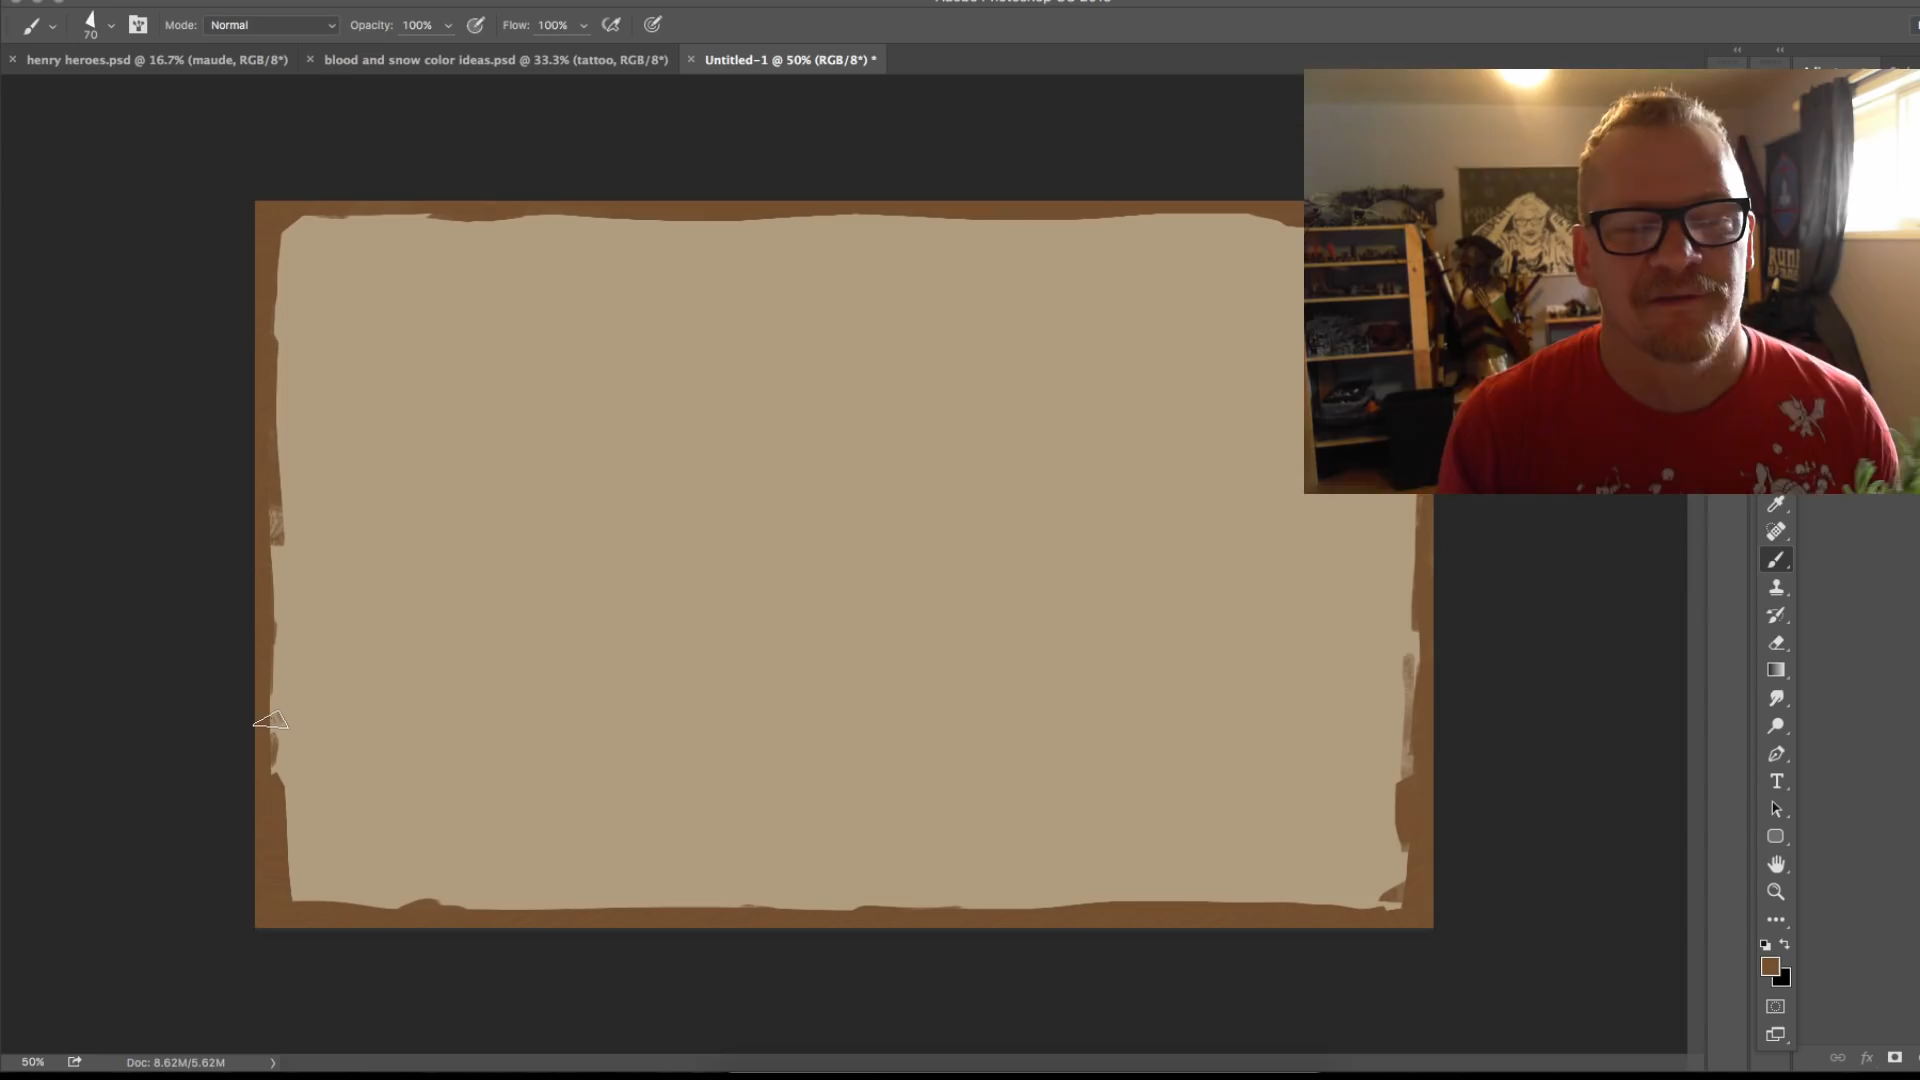 70
Mode: Normal
Opacity: 100%
Flow: 100%
henry heroes.psd @ 16.7% (maude, RGB/8*)
blood and snow color ideas.psd @ 33.3% (tattoo, RGB/8*)
Untitled-1 @ 50% (RGB/8*) *
50%
Doc: 8.62M/5.62M
fx